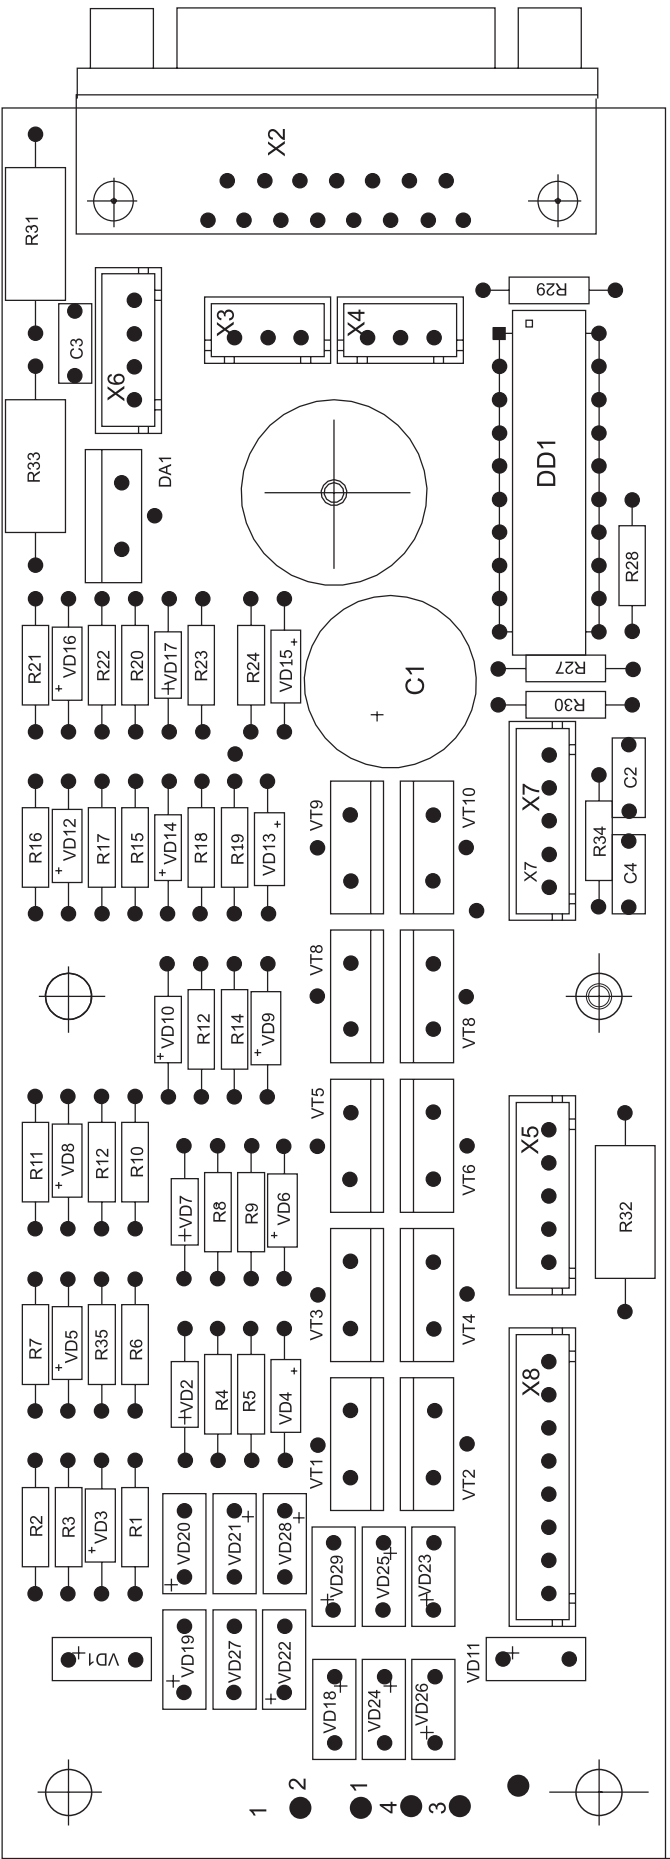 X2
R31
C3
X6
X3
X4
R29
R33
DA1
DD1
R28
R21
+ VD16
R22
R20
+VD17
R23
R24
VD15 +
+ C1
R27
R30
R16
+ VD12
R17
R15
+ VD14
R18
R19
VD13 +
VT9
VT10
X7
X7
R34
C2
C4
+ VD10
R12
R14
+ VD9
VT8
VT8
R11
+ VD8
R12
R10
+VD7
R8
R9
+ VD6
VT5
VT6
X5
R32
R7
+ VD5
R35
R6
+VD2
R4
R5
VD4 +
VT3
VT4
VT1
VT2
X8
R2
R3
+ VD3
R1
+ VD20
VD21 +
VD28 +
+ VD29
VD25 +
+ VD23
VD1 +
+ VD19
VD27
+ VD22
VD18 +
VD24 +
+ VD26
VD11 +
1
2
1
4
3